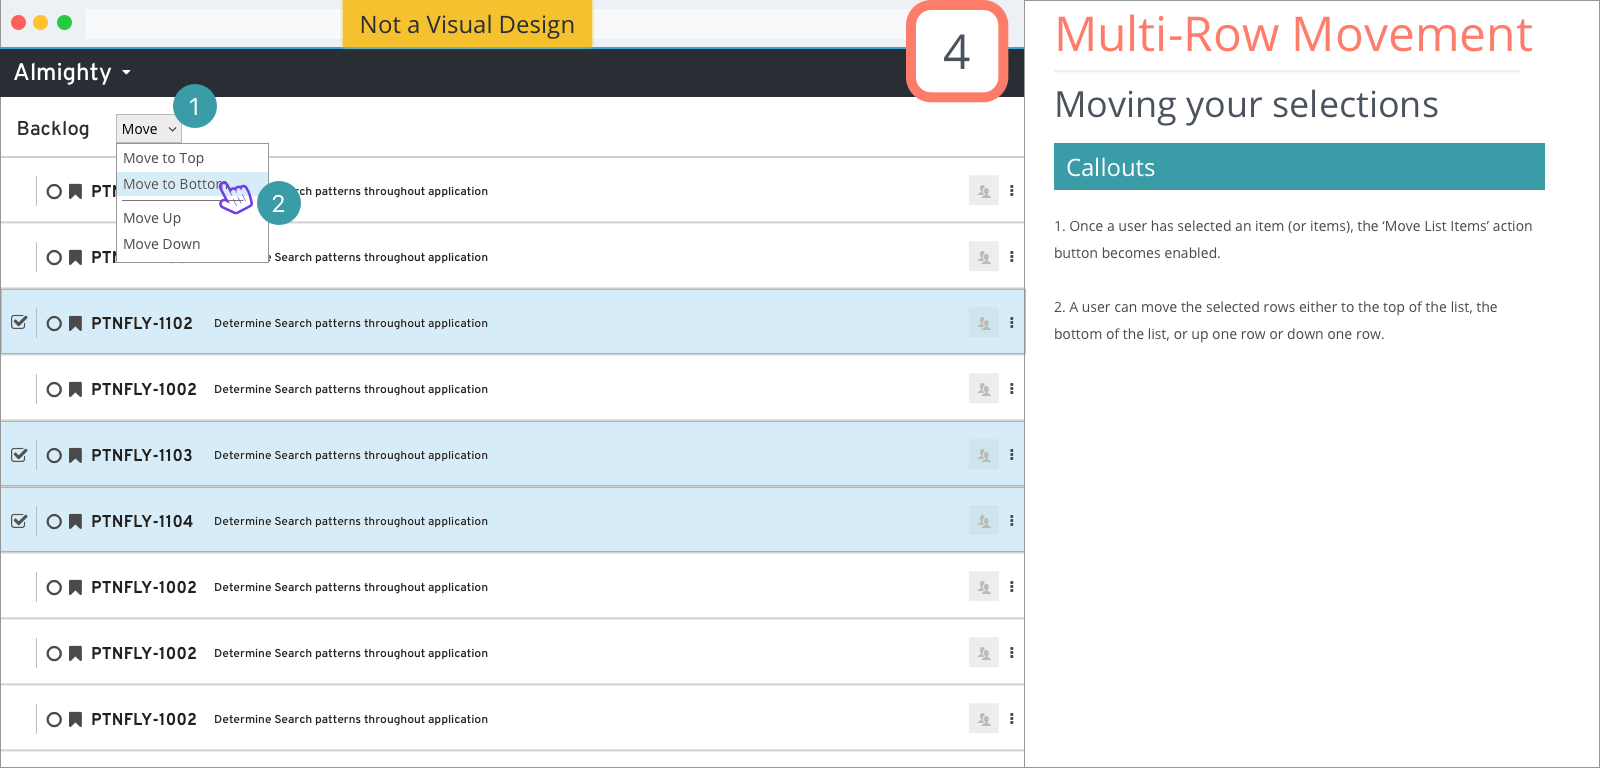 Not a Visual Design
4
Almighty
1
Backlog
Move
Move to Top
Move to
2
Move Up
Move Down
Search patterns throughout application
Search patterns throughout application
PTNFLY-1102 Determine Search patterns throughout application
PTNFLY-1002 Determine Search patterns throughout application
PTNFLY-1103 Determine Search patterns throughout application
PTNFLY-1104 Determine Search patterns throughout application
PTNFLY-1002 Determine Search patterns throughout application
PTNFLY-1002 Determine Search patterns throughout application
PTNFLY-1002 Determine Search patterns throughout application
Multi-Row Movement
Moving your selections
Callouts
1. Once a user has selected an item (or items), the ‘Move List Items’ action
button becomes enabled.
2. A user can move the selected rows either to the top of the list, the
bottom of the list, or up one row or down one row.